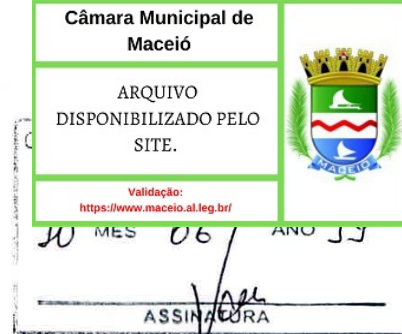 Câmara Municipal de
Maceió
ARQUIVO
DISPONIBILIZADO PELO
SITE.
Validação:
https://www.maceio.al.leg.br/
MACEIÓ
MES 06 / ANO
ASSINATURA